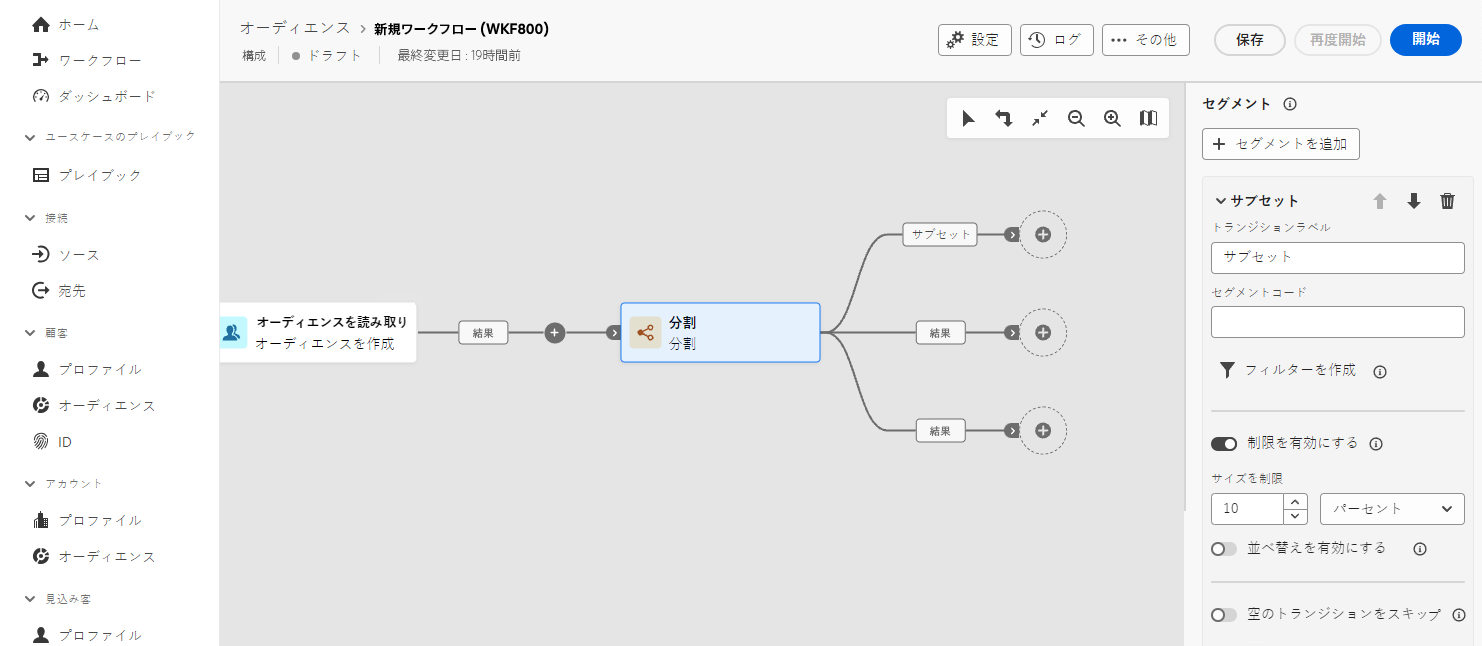 ホーム
ワークフロー
ダッシュボード
ユースケースのプレイブック
プレイブック
接続
ソース
宛先
顧客
プロファイル
オーディエンス
ID
アカウント
プロファイル
オーディエンス
見込み客
プロファイル
オーディエンス 新規ワークフロー (WKF800)
構成 ドラフト 最終変更日 : 19時間前
設定
ログ
その他
保存
再度開始
開始
オーディエンスを読み取り
オーディエンスを作成
結果
分割
分割
サブセット
結果
結果
セグメント
セグメントを追加
サブセット
トランジションラベル
サブセット
セグメントコード
フィルターを作成
制限を有効にする
サイズを制限
10 パーセント
並べ替えを有効にする
空のトランジションをスキップ